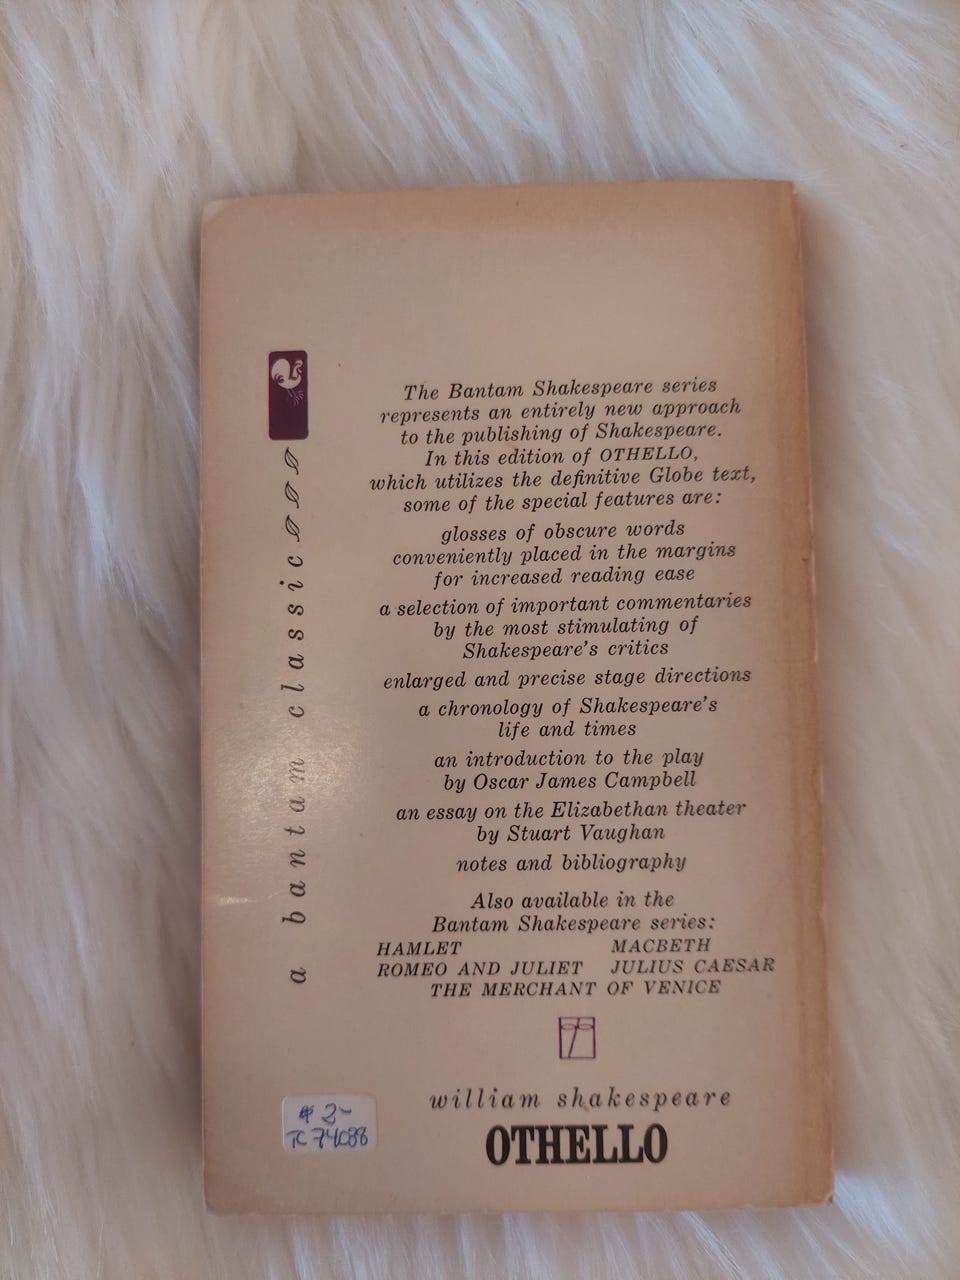 The Bantam Shakespeare series
represents an entirely new approach
to the publishing of Shakespeare.
In this edition of OTHELLO,
which utilizes the definitive Globe text,
some of the special features are:
glosses of obscure words
conveniently placed in the margins
for increased reading ease
a selection of important commentaries
by the most stimulating of
Shakespeare's critics
enlarged and precise stage directions
a chronology of Shakespeare's
life and times
an introduction to the play
by Oscar James Campbell
an essay on the Elizabethan theater
by Stuart Vaughan
notes and bibliography
Also available in the
Bantam Shakespeare series:
HAMLET MACBETH
ROMEO AND JULIET JULIUS CAESAR
THE MERCHANT OF VENICE
william shakespeare
OTHELLO
a bantam classic
$ 2-
TC